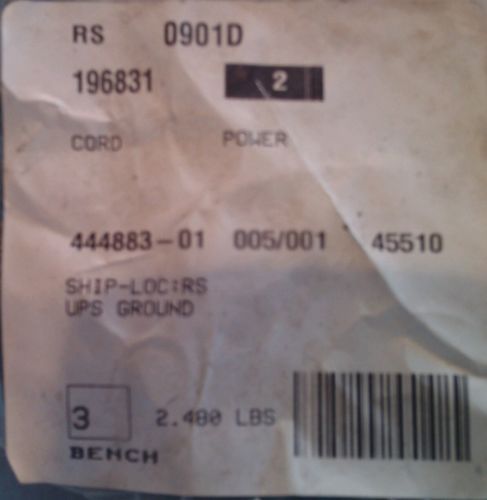 RS 0901D
196831 2
CORD POWER
444883-01 005/001 45510
SHIP-LOC:RS
UPS GROUND
3 2.480 LBS
BENCH